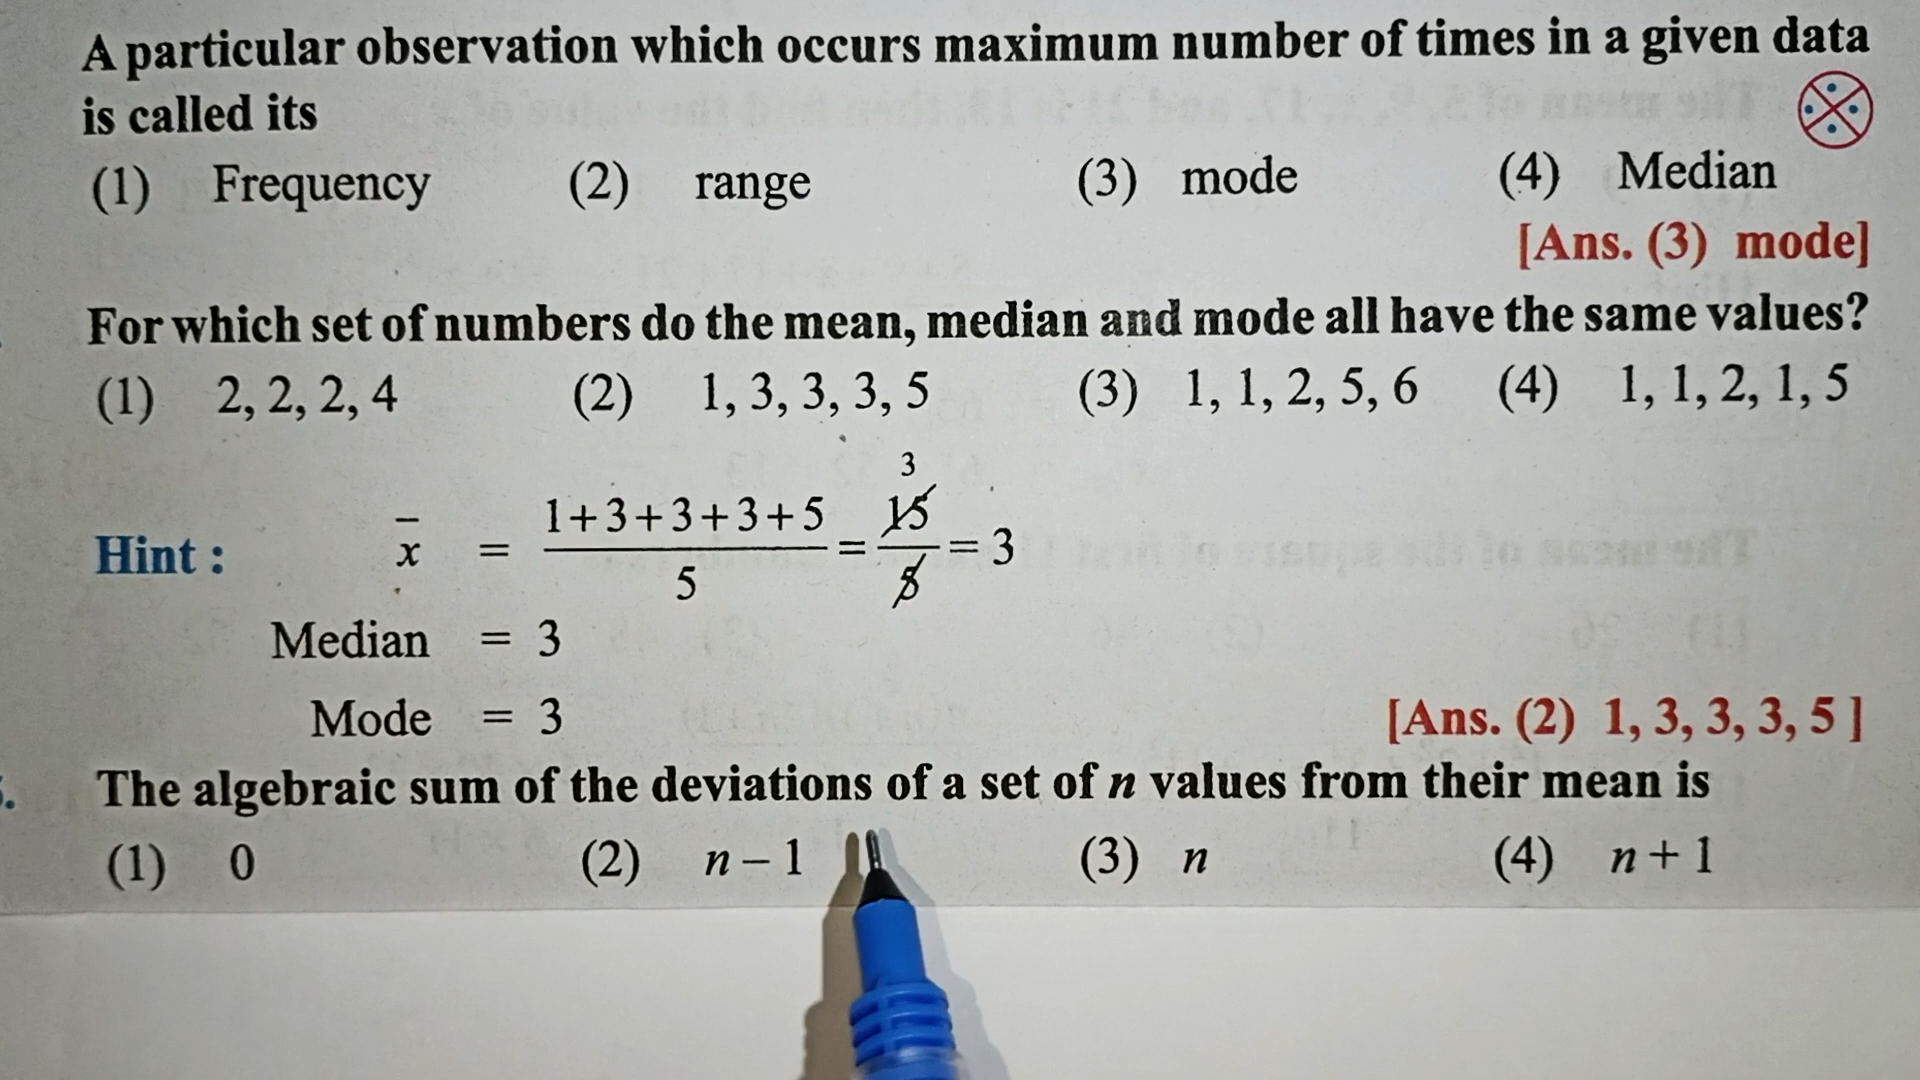 A particular observation which occurs maximum number of times in a given data
is called its
(1) Frequency (2) range (3) mode (4) Median
[Ans. (3) mode]
For which set of numbers do the mean, median and mode all have the same values?
(1) 2, 2, 2, 4 (2) 1, 3, 3, 3, 5 (3) 1, 1, 2, 5, 6 (4) 1, 1, 2, 1, 5
3
Hint : x̄ = 1+3+3+3+5 / 5 = 15 / 5 = 3
Median = 3
Mode = 3
[Ans. (2) 1, 3, 3, 3, 5 ]
The algebraic sum of the deviations of a set of n values from their mean is
(1) 0 (2) n – 1 (3) n (4) n + 1